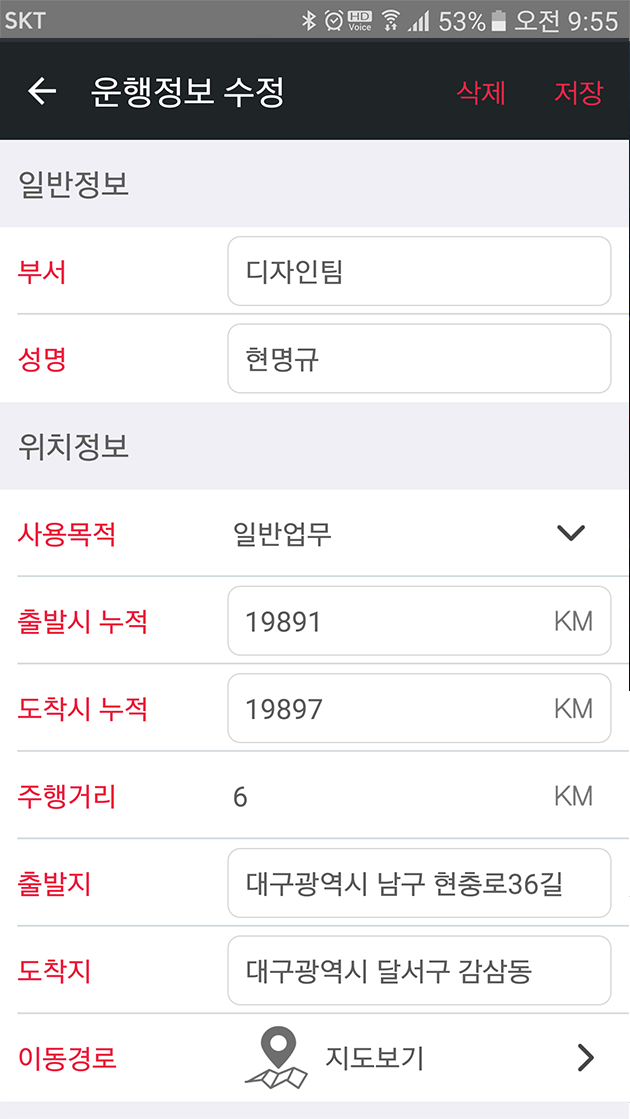 SKT HD Voice 53% 오전 9:55
운행정보 수정 삭제 저장
일반정보
부서 디자인팀
성명 현명규
위치정보
사용목적 일반업무
출발시 누적 19891 KM
도착시 누적 19897 KM
주행거리 6 KM
출발지 대구광역시 남구 현충로36길
도착지 대구광역시 달서구 감삼동
이동경로 지도보기